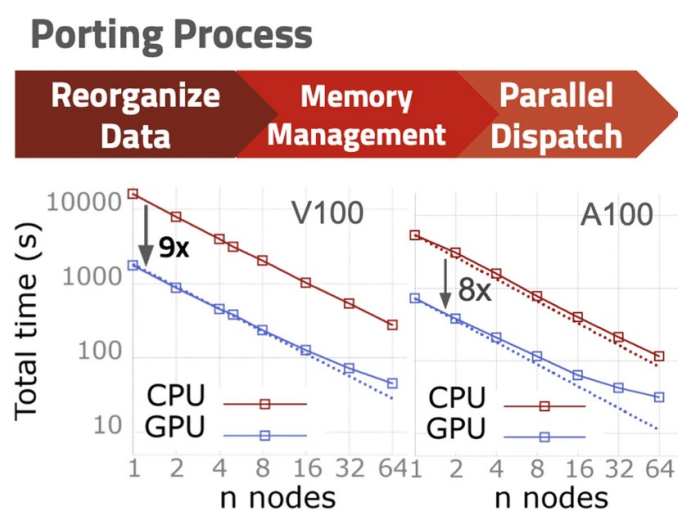 Porting Process
Reorganize
Data
Memory
Management
Parallel
Dispatch
Total time (s)
10000
1000
100
10
V100
9x
CPU
GPU
1 2 4 8 16 32 64
n nodes
A100
8x
CPU
GPU
1 2 4 8 16 32 64
n nodes